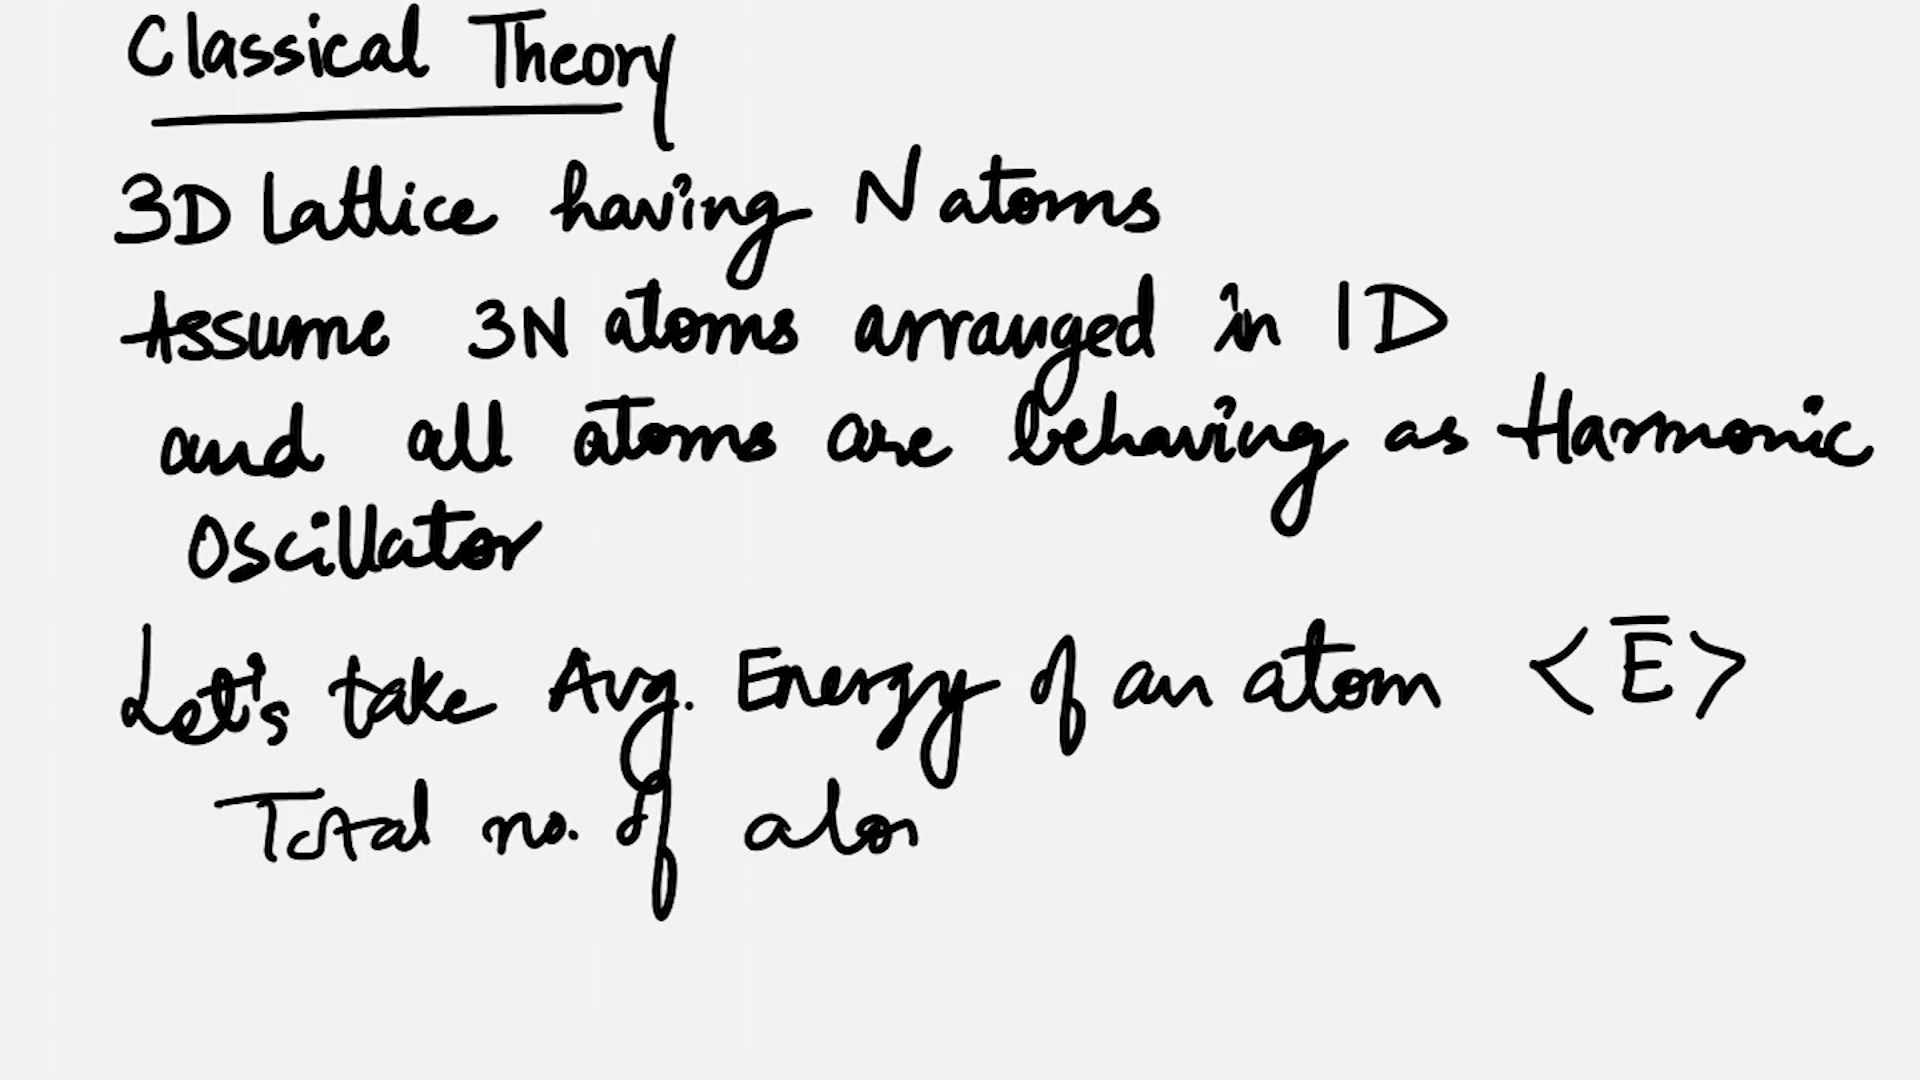 Classical Theory
3D Lattice having N atoms
Assume 3N atoms arranged in 1D
and all atoms are behaving as Harmonic
Oscillator
Let's take Avg. Energy of an atom <E̅>
Total no. of